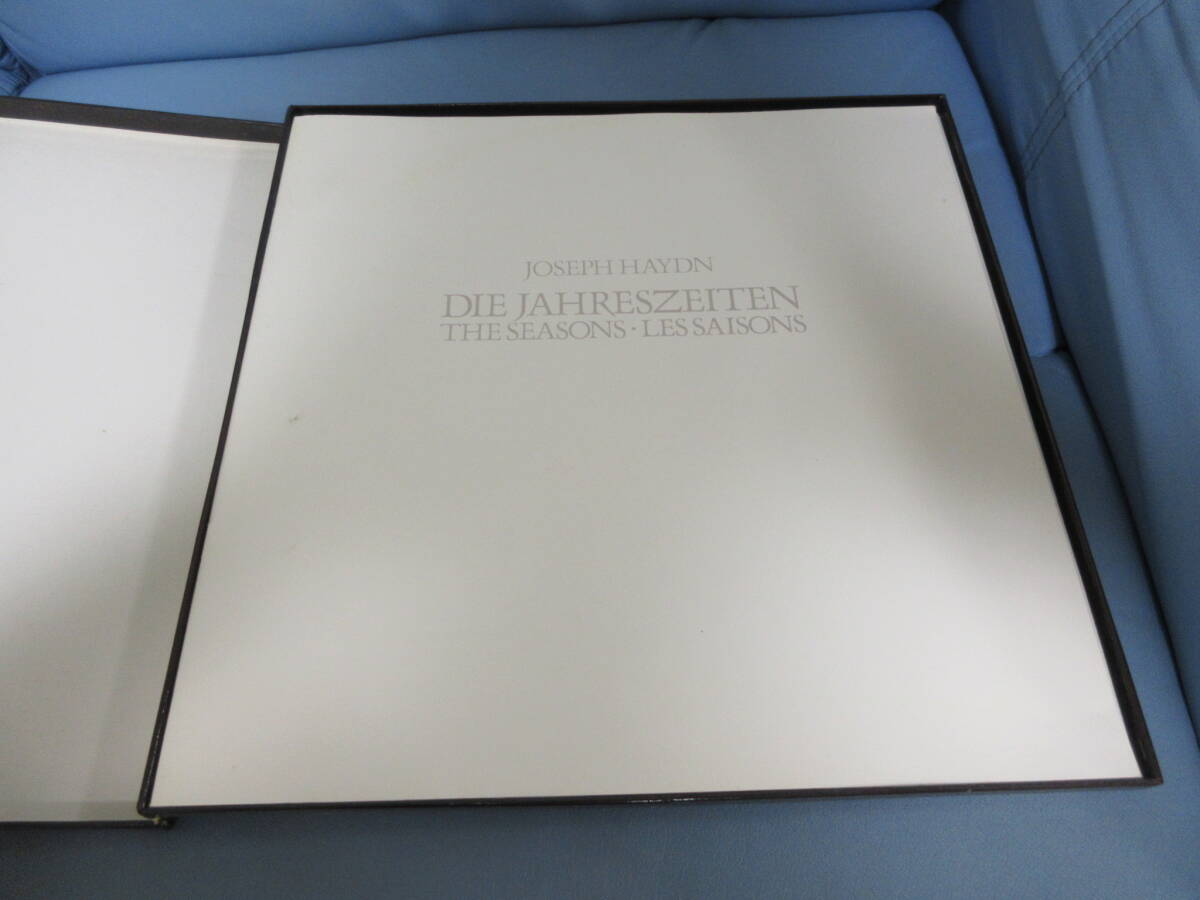 JOSEPH HAYDN
DIE JAHRESZEITEN
THE SEASONS · LES SAISONS